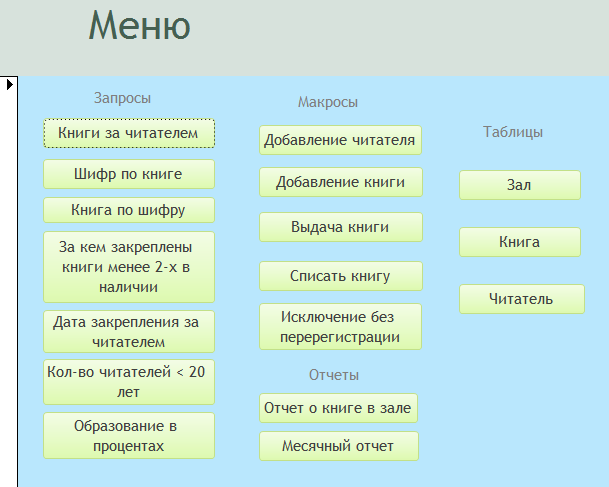 Меню
Запросы
Книги за читателем
Шифр по книге
Книга по шифру
За кем закреплены
книги менее 2-х в
наличии
Дата закрепления за
читателем
Кол-во читателей < 20
лет
Образование в
процентах
Макросы
Добавление читателя
Добавление книги
Выдача книги
Списать книгу
Исключение без
перерегистрации
Отчеты
Отчет о книге в зале
Месячный отчет
Таблицы
Зал
Книга
Читатель